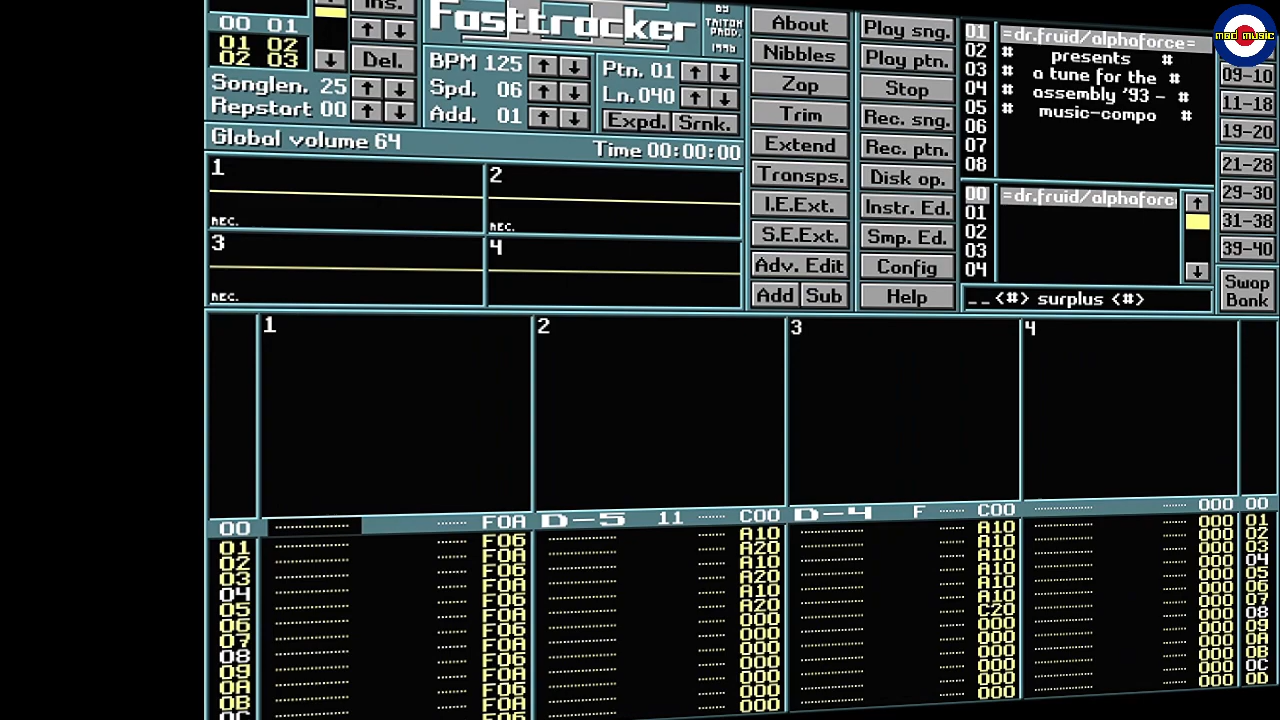 00 01
01 02
02 03
Ins.
Del.
Songlen. 25
Repstart 00
Fasttracker
BY
TRITON
PROD.
BPM 125
Spd. 06
Add. 01
Ptn. 01
Ln. 040
Expd. Srnk.
Global volume 64
Time 00:00:00
1
REC.
2
REC.
3
REC.
4
About
Nibbles
Zap
Trim
Extend
Transps.
I.E.Ext.
S.E.Ext.
Adv. Edit
Add Sub
Play sng.
Play ptn.
Stop
Rec. sng.
Rec. ptn.
Disk op.
Instr. Ed.
Smp. Ed.
Config
Help
01 =dr.fruid/alphaforce=
02 # presents #
03 # a tune for the #
04 # assembly '93 - #
05 # music-compo #
06
07
08
00 =dr.fruid/alphaforce
01
02
03
04
_ _ <#> surplus <#>
mod music
09-10
11-18
19-20
21-28
29-30
31-38
39-40
Swap
Bank
1 2 3 4
00 F0A D-5 11 C00 D-4 F C00 000 00
01 F06 A10 A10 000 01
02 F0A A20 A10 000 02
03 F06 A10 A10 000 03
04 F0A A20 A10 000 04
05 F06 A10 A10 000 05
06 F0A A20 C20 000 06
07 F06 000 000 000 07
08 F0A 000 000 000 08
09 F06 000 000 000 09
0A F0A 000 000 000 0A
0B F06 000 000 000 0B
0C F0A 000 000 000 0C
F06 000 0D